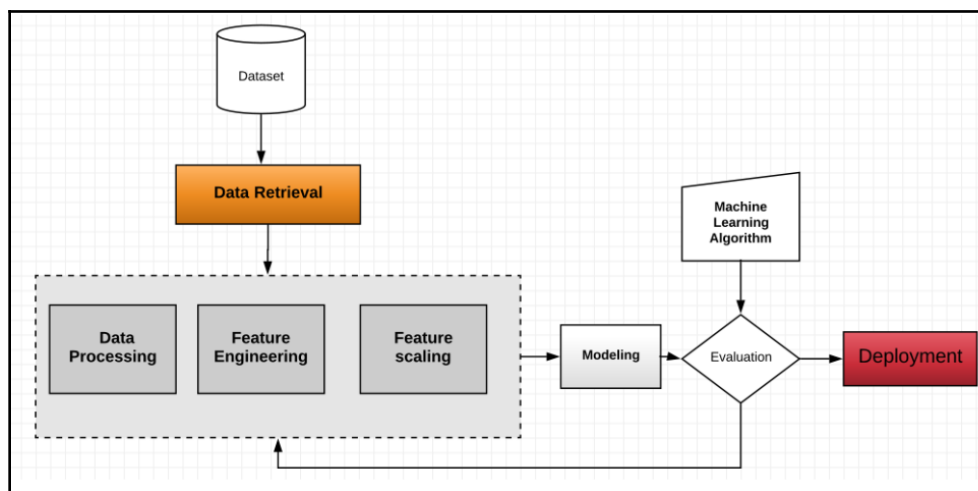 Dataset
Data Retrieval
Data
Processing
Feature
Engineering
Feature
scaling
Modeling
Machine
Learning
Algorithm
Evaluation
Deployment